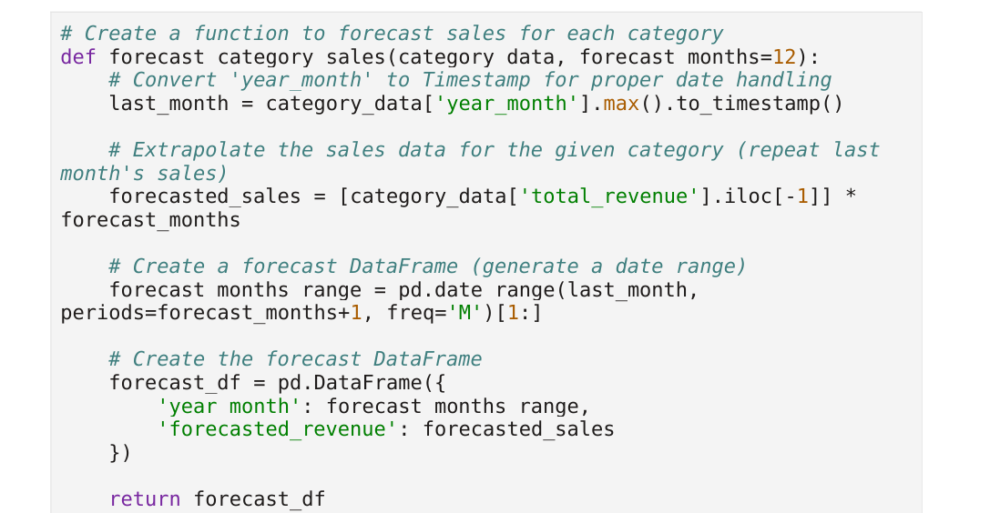 # Create a function to forecast sales for each category
def forecast_category_sales(category_data, forecast_months=12):
    # Convert 'year_month' to Timestamp for proper date handling
    last_month = category_data['year_month'].max().to_timestamp()

    # Extrapolate the sales data for the given category (repeat last
month's sales)
    forecasted_sales = [category_data['total_revenue'].iloc[-1]] *
forecast_months

    # Create a forecast DataFrame (generate a date range)
    forecast_months_range = pd.date_range(last_month,
periods=forecast_months+1, freq='M')[1:]

    # Create the forecast DataFrame
    forecast_df = pd.DataFrame({
        'year_month': forecast_months_range,
        'forecasted_revenue': forecasted_sales
    })

    return forecast_df